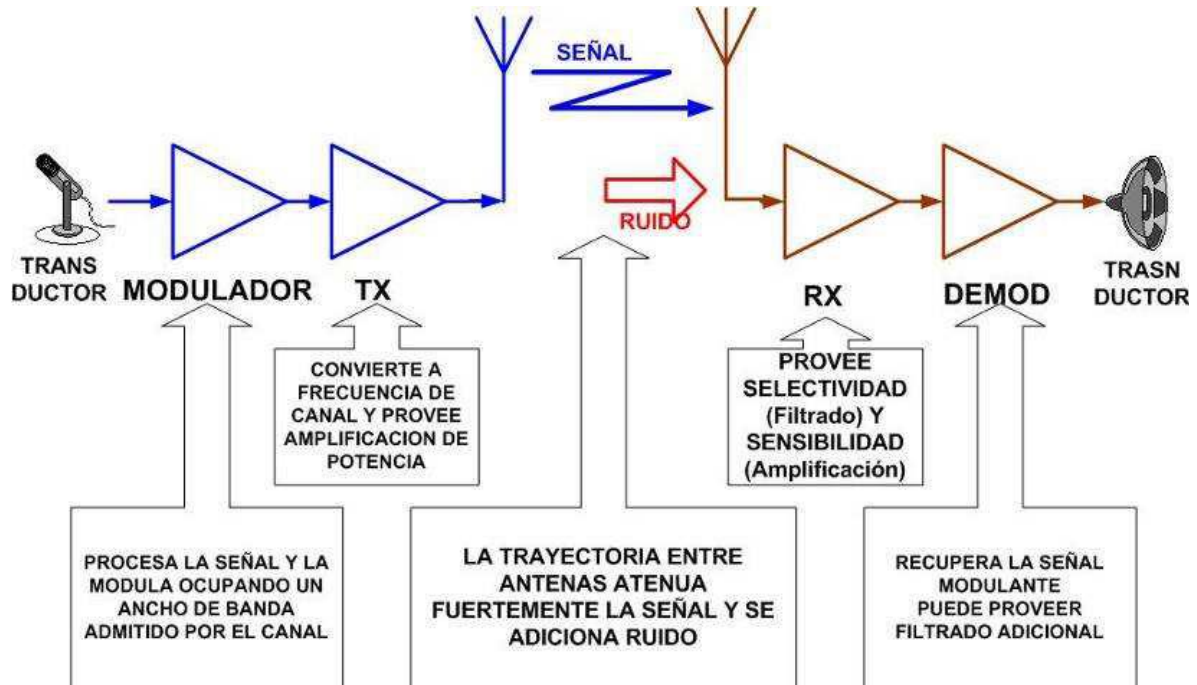 SEÑAL
RUIDO
TRANS
DUCTOR
MODULADOR
TX
RX
DEMOD
TRASN
DUCTOR
CONVIERTE A
FRECUENCIA DE
CANAL Y PROVEE
AMPLIFICACION DE
POTENCIA
PROVEE
SELECTIVIDAD
(Filtrado) Y
SENSIBILIDAD
(Amplificación)
PROCESA LA SEÑAL Y LA
MODULA OCUPANDO UN
ANCHO DE BANDA
ADMITIDO POR EL CANAL
LA TRAYECTORIA ENTRE
ANTENAS ATENUA
FUERTEMENTE LA SEÑAL Y SE
ADICIONA RUIDO
RECUPERA LA SEÑAL
MODULANTE
PUEDE PROVEER
FILTRADO ADICIONAL